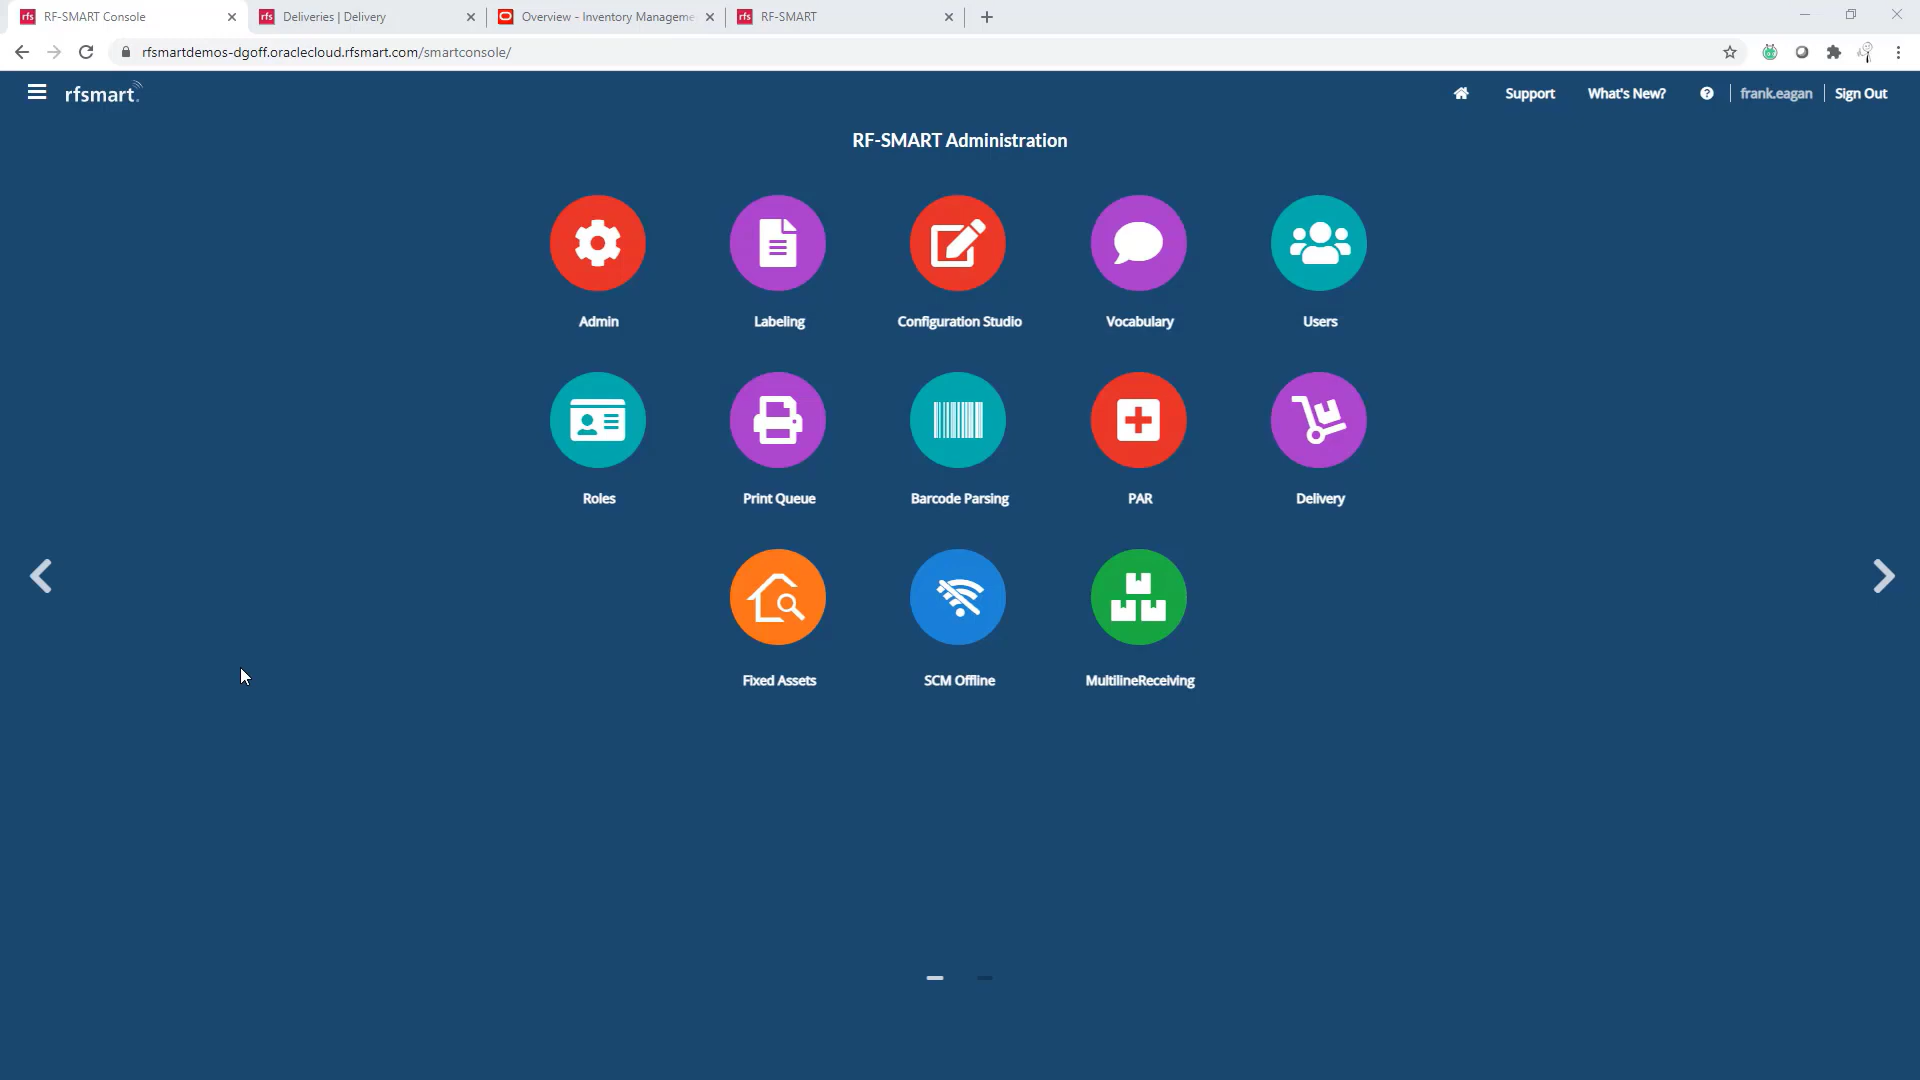 RF-SMART Console
Deliveries | Delivery
Overview - Inventory Manageme
RF-SMART
rfsmartdemos-dgoff.oraclecloud.rfsmart.com/smartconsole/
rfsmart
Support
What's New?
frank.eagan
Sign Out
RF-SMART Administration
Admin
Labeling
Configuration Studio
Vocabulary
Users
Roles
Print Queue
Barcode Parsing
PAR
Delivery
Fixed Assets
SCM Offline
MultilineReceiving